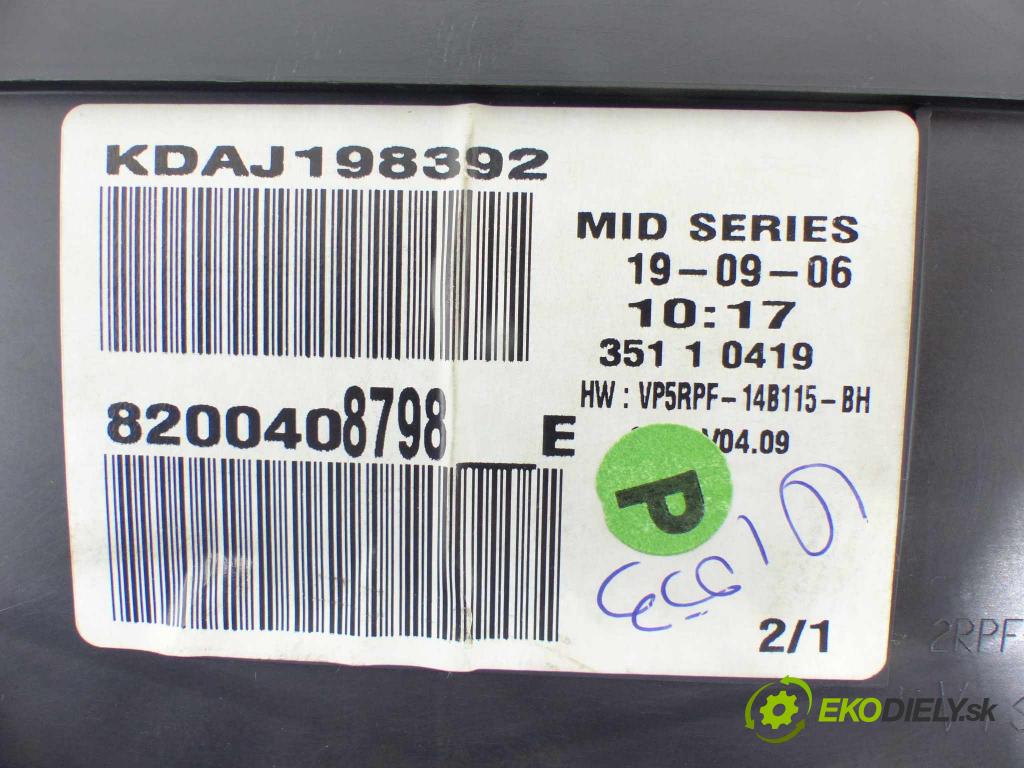 KDAJ198392
MID SERIES
19-09-06
10:17
351 1 0419
HW : VP5RPF-14B115-BH
8200408798__E
V04.09
P
2/1
2RPF
EKODIELY.sk